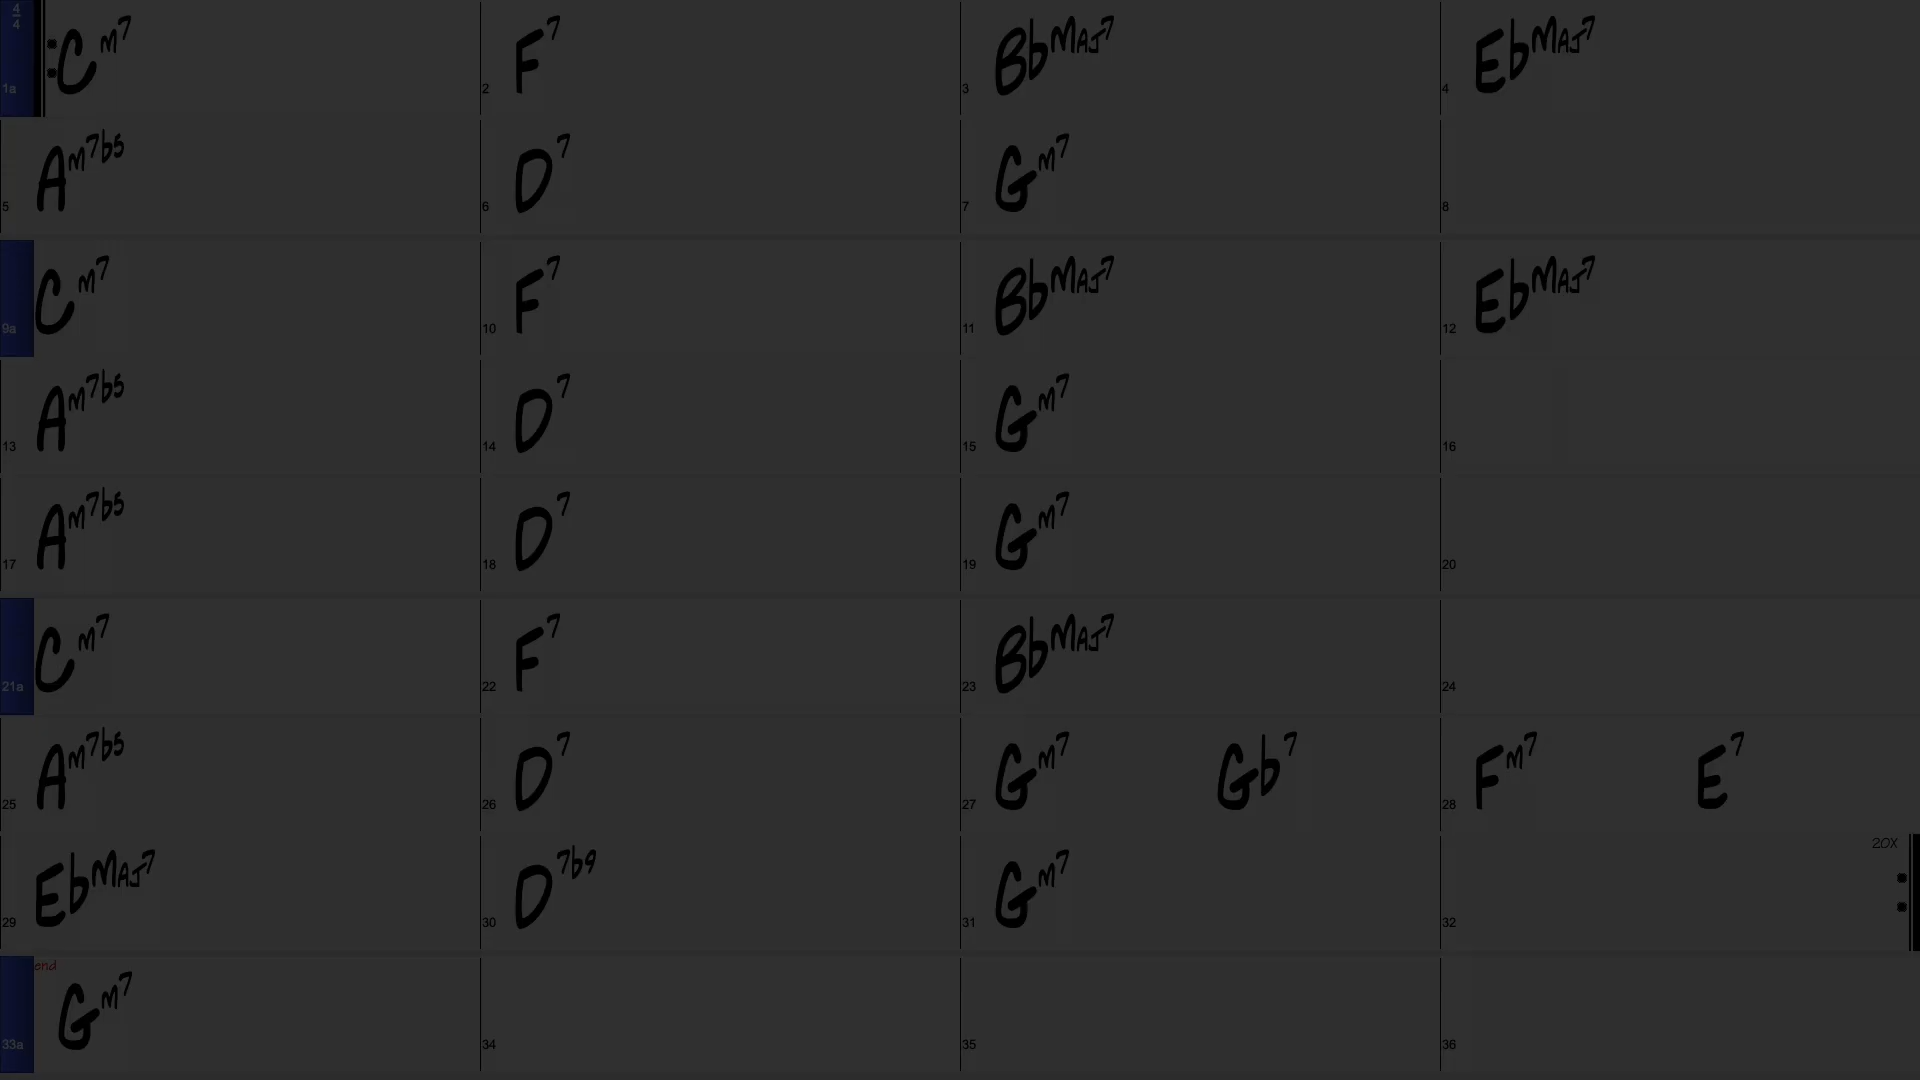 4
4
1a Cm7 2 F7 3 BbMAJ7 4 EbMAJ7
5 Am7b5 6 D7 7 Gm7 8
9a Cm7 10 F7 11 BbMAJ7 12 EbMAJ7
13 Am7b5 14 D7 15 Gm7 16
17 Am7b5 18 D7 19 Gm7 20
21a Cm7 22 F7 23 BbMAJ7 24
25 Am7b5 26 D7 27 Gm7 Gb7 28 Fm7 E7
20X
29 EbMAJ7 30 D7b9 31 Gm7 32
end
33a Gm7 34 35 36